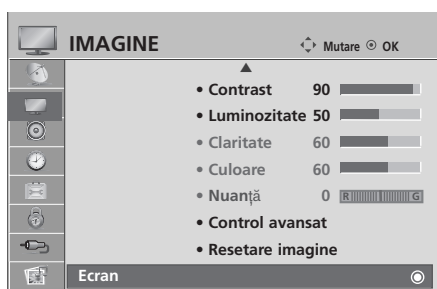 IMAGINE Mutare OK
• Contrast 90
• Luminozitate 50
• Claritate 60
• Culoare 60
• Nuanță 0 R G
• Control avansat
• Resetare imagine
Ecran